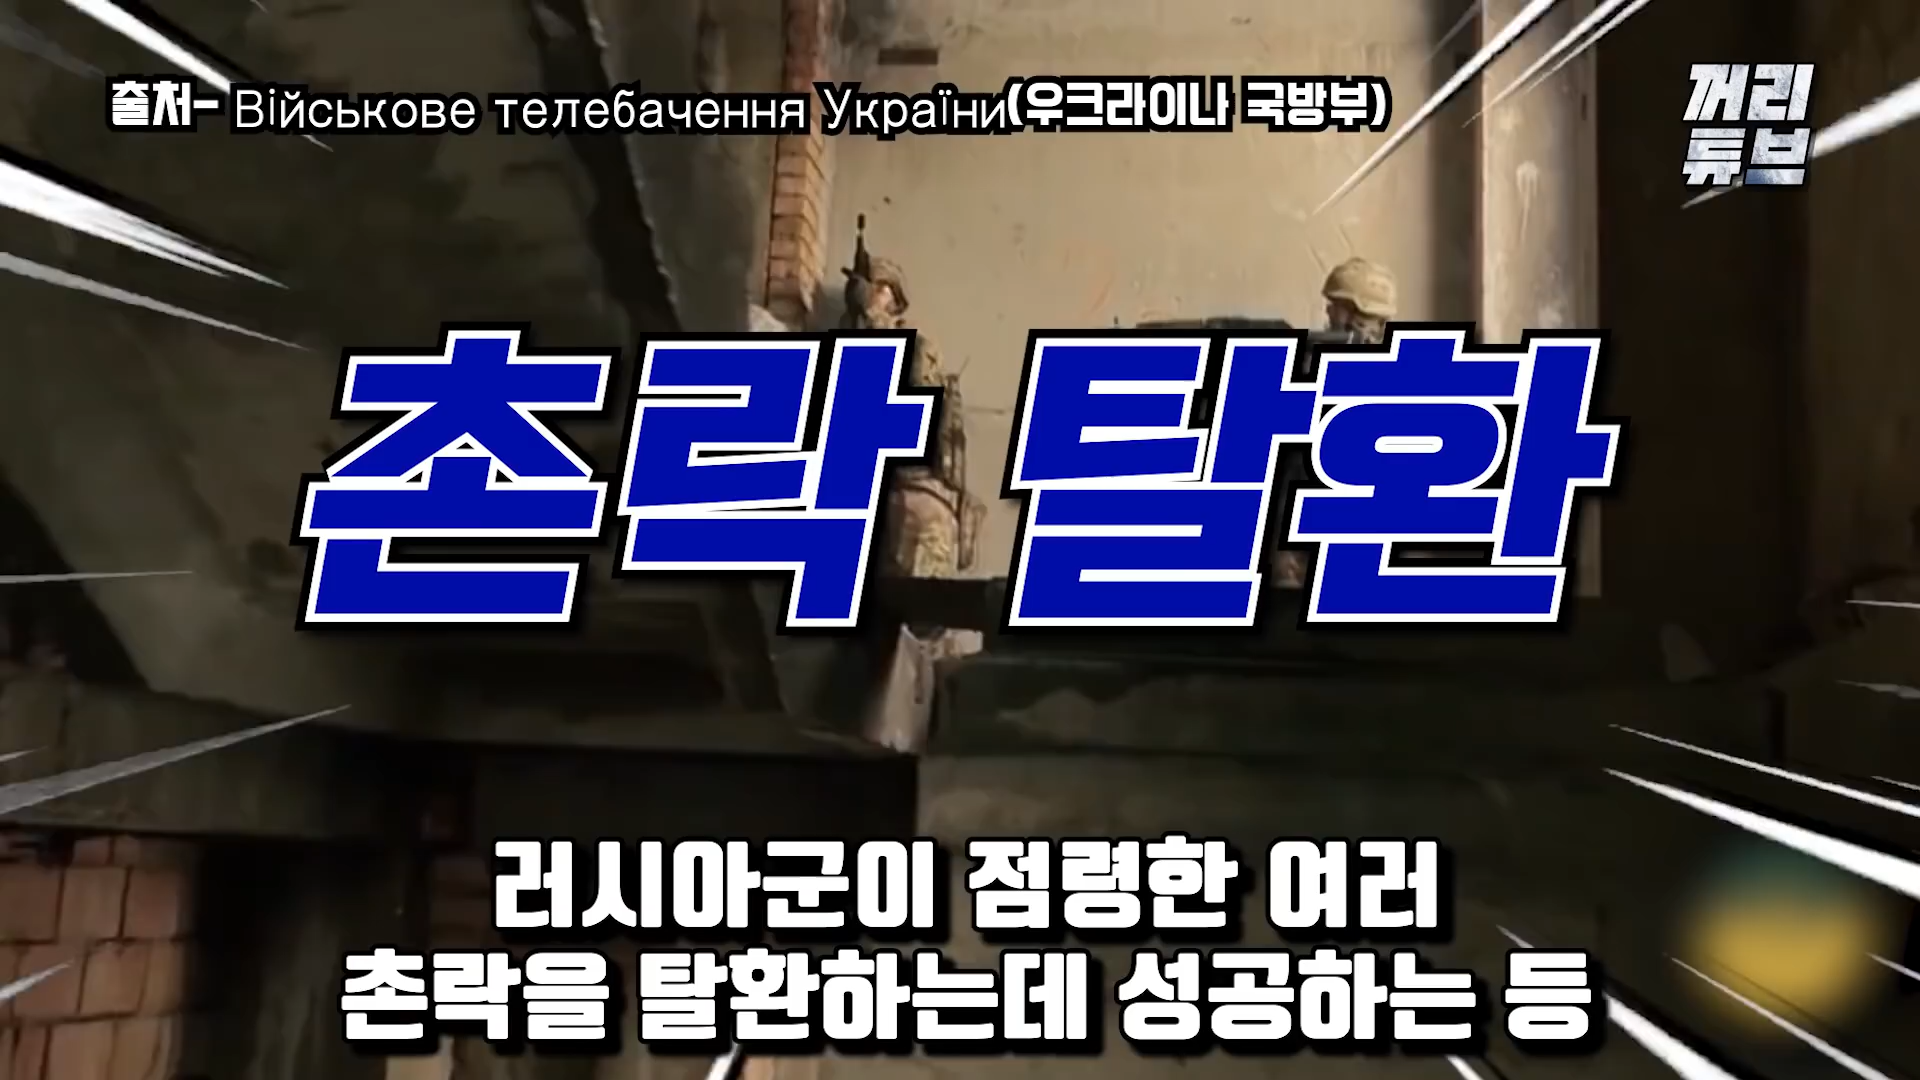 출처- Військове телебачення України(우크라이나 국방부)
꺼리
튜브
촌락 탈환
러시아군이 점령한 여러
촌락을 탈환하는데 성공하는 등